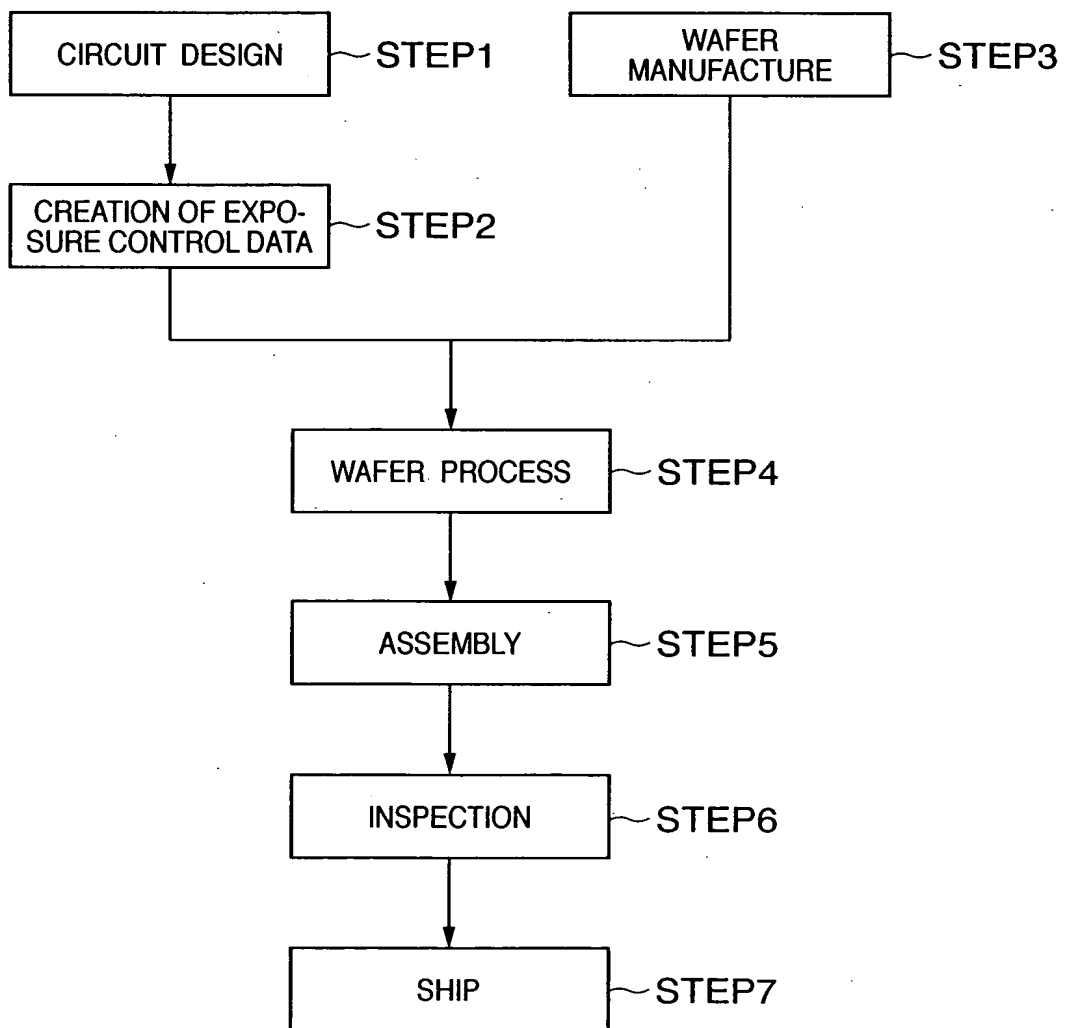 CIRCUIT DESIGN
STEP1
WAFER
MANUFACTURE
STEP3
CREATION OF EXPO-
SURE CONTROL DATA
STEP2
WAFER PROCESS
STEP4
ASSEMBLY
STEP5
INSPECTION
STEP6
SHIP
STEP7